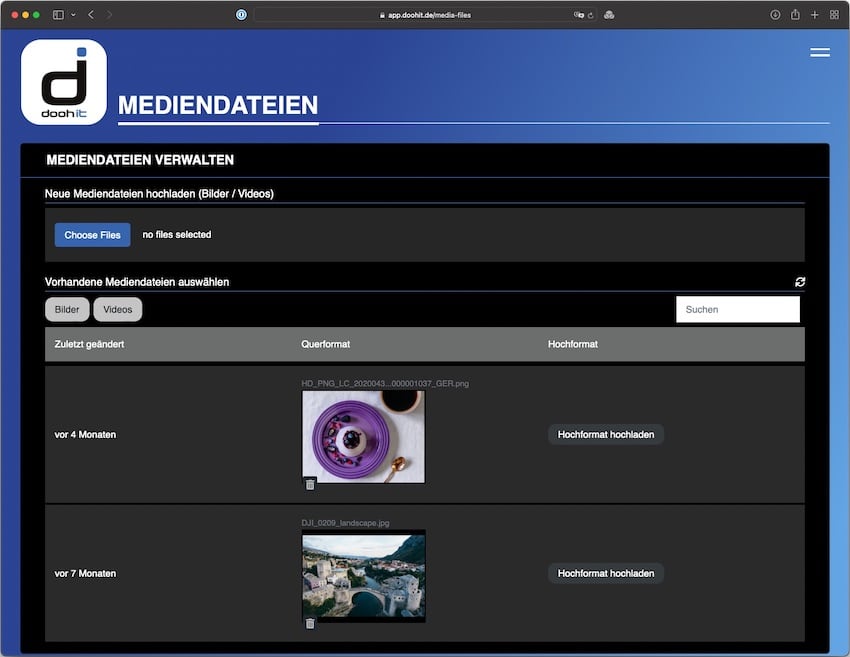 app.doohit.de/media-files
doohit
MEDIENDATEIEN
MEDIENDATEIEN VERWALTEN
Neue Mediendateien hochladen (Bilder / Videos)
Choose Files no files selected
Vorhandene Mediendateien auswählen
Bilder Videos Suchen
Zuletzt geändert Querformat Hochformat
HD_PNG_LC_2020043...000001037_GER.png
vor 4 Monaten Hochformat hochladen
DJI_0209_landscape.jpg
vor 7 Monaten Hochformat hochladen